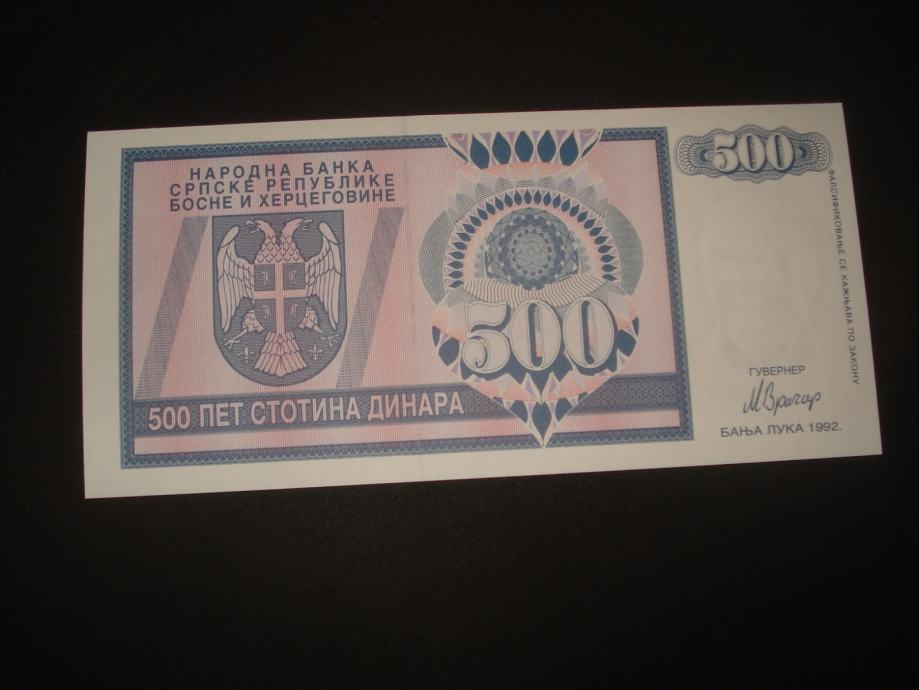 НАРОДНА БАНКА
СРПСКЕ РЕПУБЛИКЕ
БОСНЕ И ХЕРЦЕГОВИНЕ
500
500
500 ПЕТ СТОТИНА ДИНАРА
ФАЛСИФИКОВАЊЕ СЕ КАЖЊАВА ПО ЗАКОНУ
ГУВЕРНЕР
М Врачар
БАЊА ЛУКА 1992.